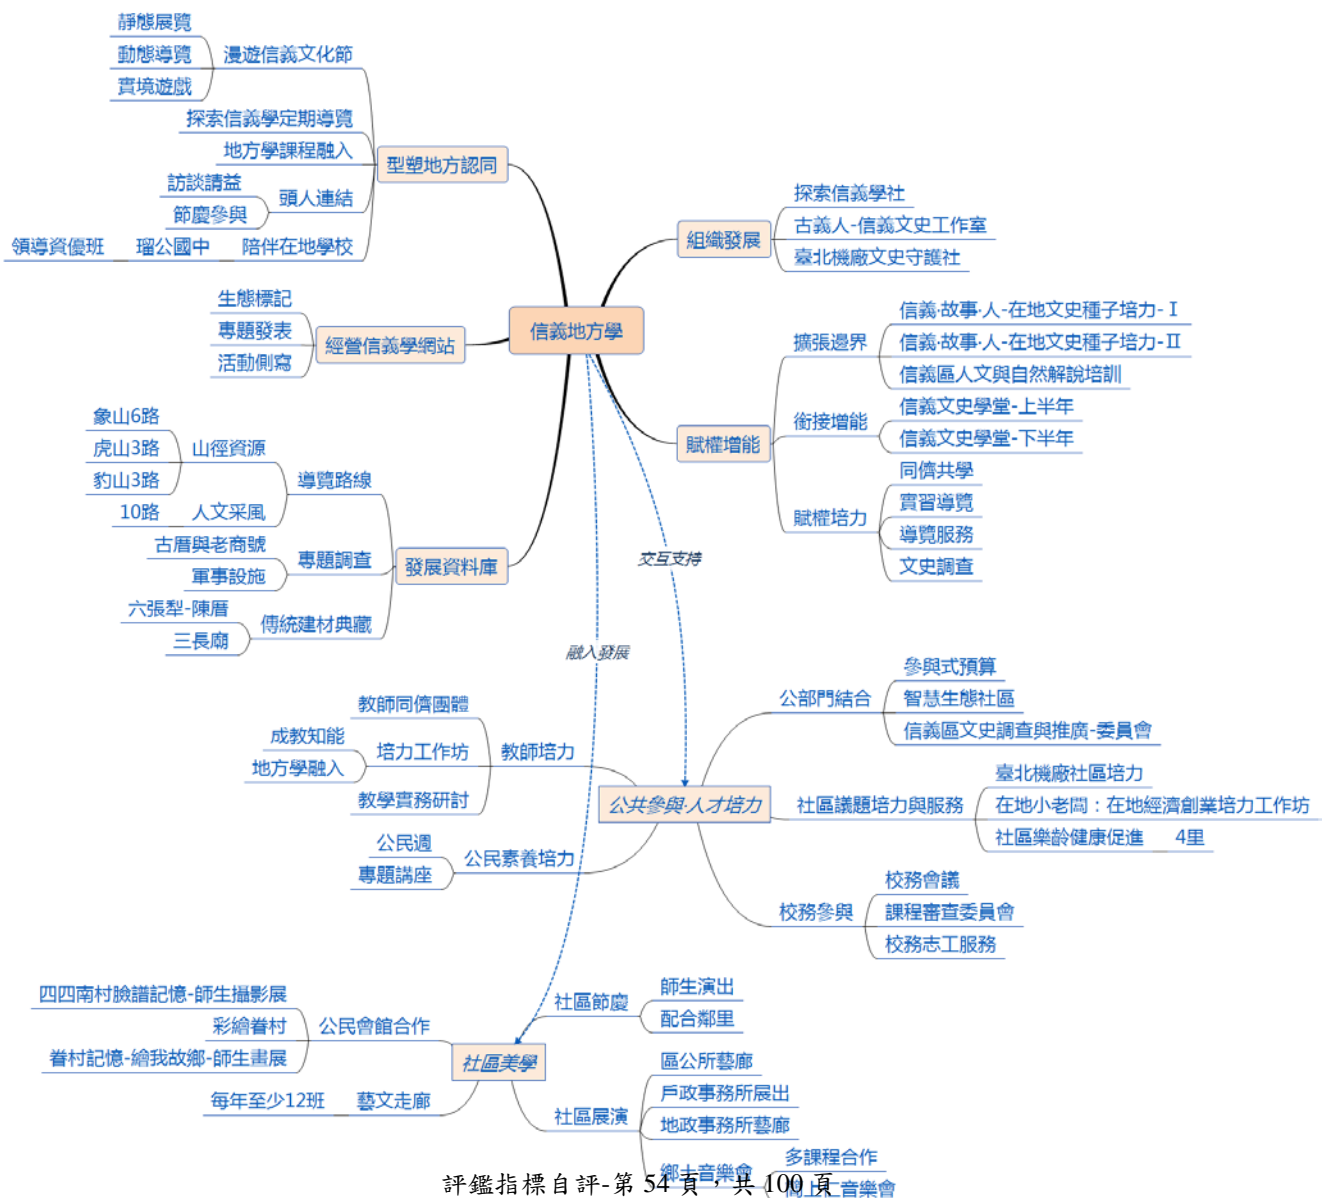 信義地方學
型塑地方認同
漫遊信義文化節
靜態展覽
動態導覽
實境遊戲
探索信義學定期導覽
地方學課程融入
頭人連結
訪談請益
節慶參與
陪伴在地學校
瑠公國中
領導資優班
經營信義學網站
生態標記
專題發表
活動側寫
發展資料庫
導覽路線
山徑資源
象山6路
虎山3路
豹山3路
人文采風
10路
專題調查
古厝與老商號
軍事設施
傳統建材典藏
六張犁-陳厝
三長廟
組織發展
探索信義學社
古義人-信義文史工作室
臺北機廠文史守護社
賦權增能
擴張邊界
信義·故事·人-在地文史種子培力-Ⅰ
信義·故事·人-在地文史種子培力-Ⅱ
信義區人文與自然解說培訓
銜接增能
信義文史學堂-上半年
信義文史學堂-下半年
賦權培力
同儕共學
實習導覽
導覽服務
文史調查
交互支持
融入發展
公共參與·人才培力
教師培力
教師同儕團體
培力工作坊
成教知能
地方學融入
教學實務研討
公民素養培力
公民週
專題講座
公部門結合
參與式預算
智慧生態社區
信義區文史調查與推廣-委員會
社區議題培力與服務
臺北機廠社區培力
在地小老闆：在地經濟創業培力工作坊
社區樂齡健康促進
4里
校務參與
校務會議
課程審查委員會
校務志工服務
社區美學
公民會館合作
四四南村臉譜記憶-師生攝影展
彩繪眷村
眷村記憶-繪我故鄉-師生畫展
藝文走廊
每年至少12班
社區節慶
師生演出
配合鄰里
社區展演
區公所藝廊
戶政事務所展出
地政事務所藝廊
鄉土音樂會
多課程合作
簡上仁音樂會
評鑑指標自評-第 54 頁，共 100 頁